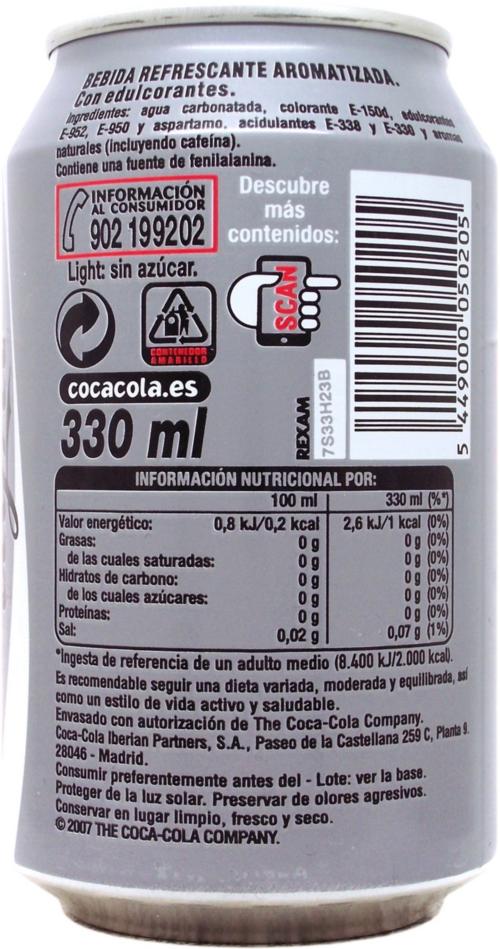 BEBIDA REFRESCANTE AROMATIZADA.
Con edulcorantes.
Ingredientes: agua carbonatada, colorante E-150d, edulcorantes
E-952, E-950 y aspartamo, acidulantes E-338 y E-330 y aromas
naturales (incluyendo cafeína).
Contiene una fuente de fenilalanina.
INFORMACIÓN
AL CONSUMIDOR
902 199202
Light: sin azúcar.
Descubre
más
contenidos:
SCAN
CONTENEDOR
AMARILLO
cocacola.es
330 ml
REXAM
7S33H23B
5 449000 050205
INFORMACIÓN NUTRICIONAL POR:
100 ml 330 ml (%*)
Valor energético: 0,8 kJ/0,2 kcal 2,6 kJ/1 kcal (0%)
Grasas: 0 g 0 g (0%)
de las cuales saturadas: 0 g 0 g (0%)
Hidratos de carbono: 0 g 0 g (0%)
de los cuales azúcares: 0 g 0 g (0%)
Proteínas: 0 g 0 g (0%)
Sal: 0,02 g 0,07 g (1%)
*Ingesta de referencia de un adulto medio (8.400 kJ/2.000 kcal).
Es recomendable seguir una dieta variada, moderada y equilibrada, así
como un estilo de vida activo y saludable.
Envasado con autorización de The Coca-Cola Company.
Coca-Cola Iberian Partners, S.A., Paseo de la Castellana 259 C, Planta 9.
28046 - Madrid.
Consumir preferentemente antes del - Lote: ver la base.
Proteger de la luz solar. Preservar de olores agresivos.
Conservar en lugar limpio, fresco y seco.
© 2007 THE COCA-COLA COMPANY.